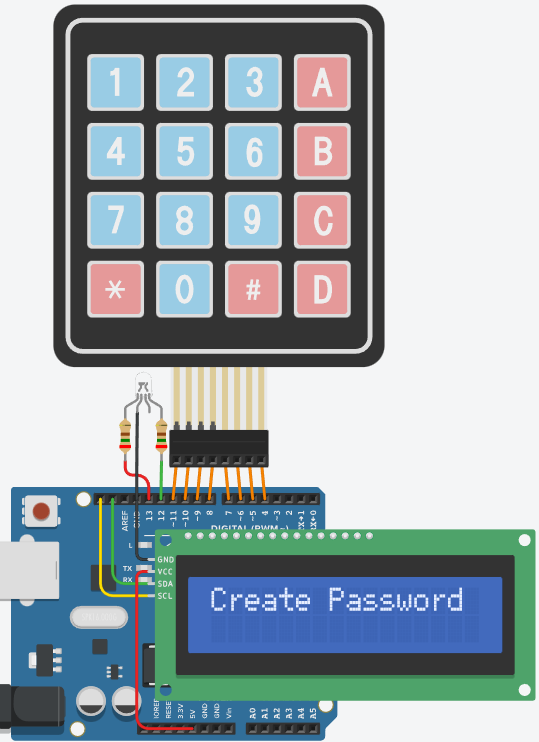 1 2 3 A
4 5 6 B
7 8 9 C
* 0 # D
AREF
13
12
~11
~10
~9
8
7
~6
~5
4
~3
2
DIGITAL (PWM ~)
L
TX
RX
GND
VCC
SDA
SCL
Create Password
IOREF
RESE
3.3V
5V
GND
GND
Vin
A0
A1
A2
A3
A4
A5